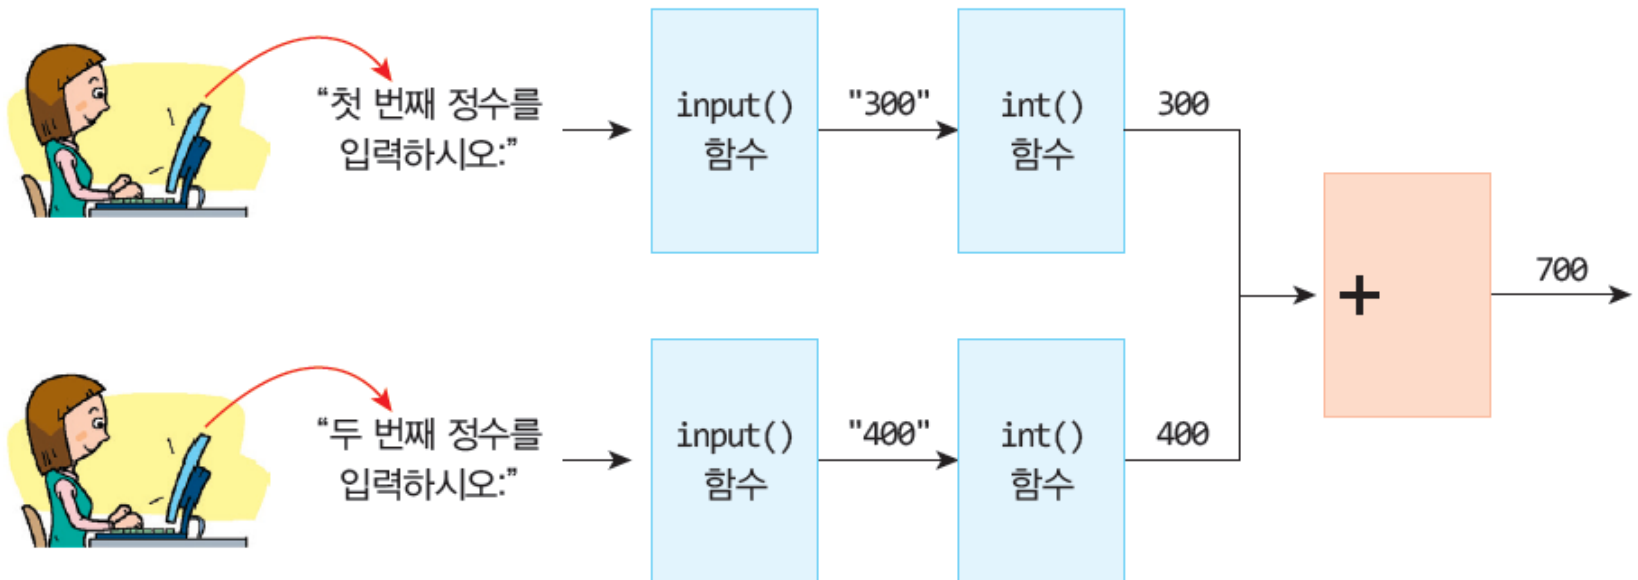 “첫 번째 정수를
입력하시오:”
input()
함수
"300"
int()
함수
300
+
700
“두 번째 정수를
입력하시오:”
input()
함수
"400"
int()
함수
400